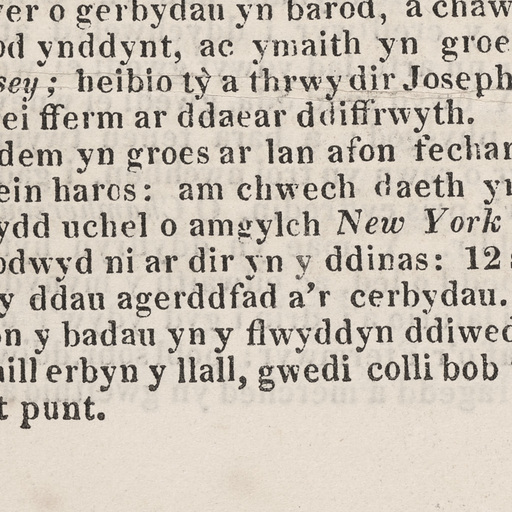 er o gerbydau yn barod, a chaw
od ynddynt, ac ymaith yn groe
sey; heibio tŷ a thrwy dir Joseph
ei fferm ar ddaear ddiffrwyth.
dem yn groes ar lan afon fechan
ein haros: am chwech daeth y
ydd uchel o amgylch New York
odwyd ni ar dir yn y ddinas: 12
y ddau agerddfad a'r cerbydau.
n y badau yn y flwyddyn ddiwed
aill erbyn y llall, gwedi colli bob
t punt.